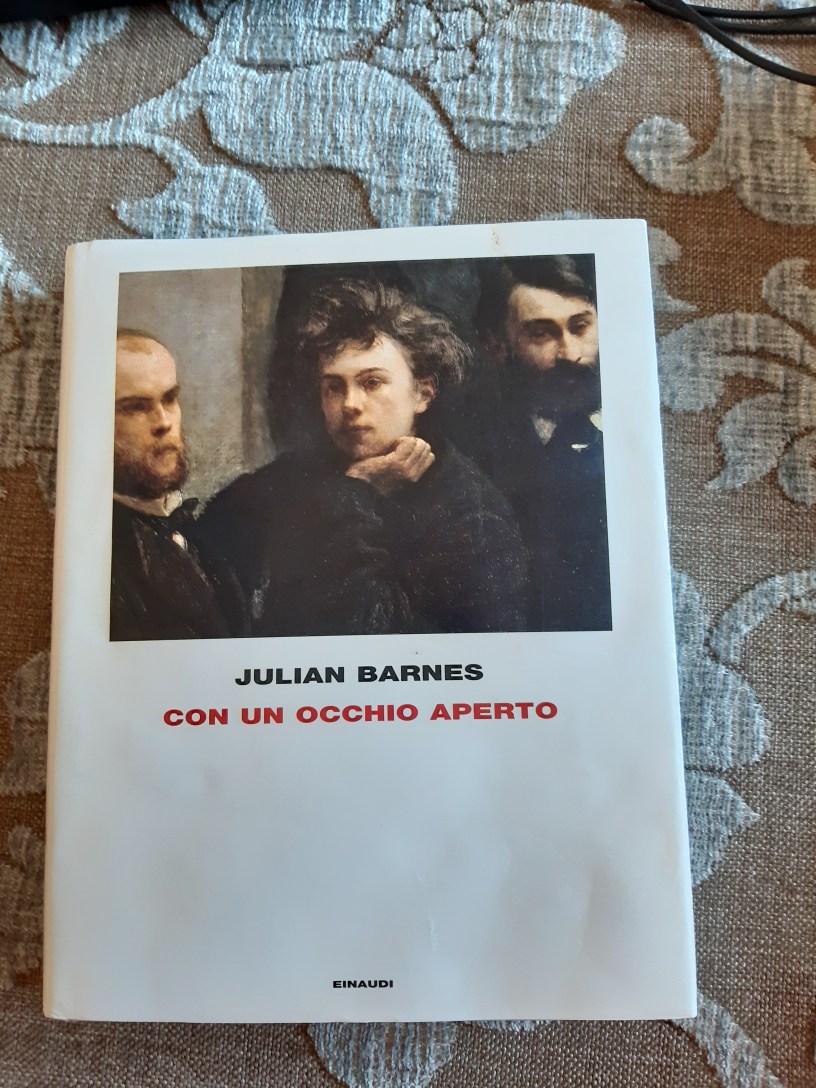 JULIAN BARNES
CON UN OCCHIO APERTO
EINAUDI